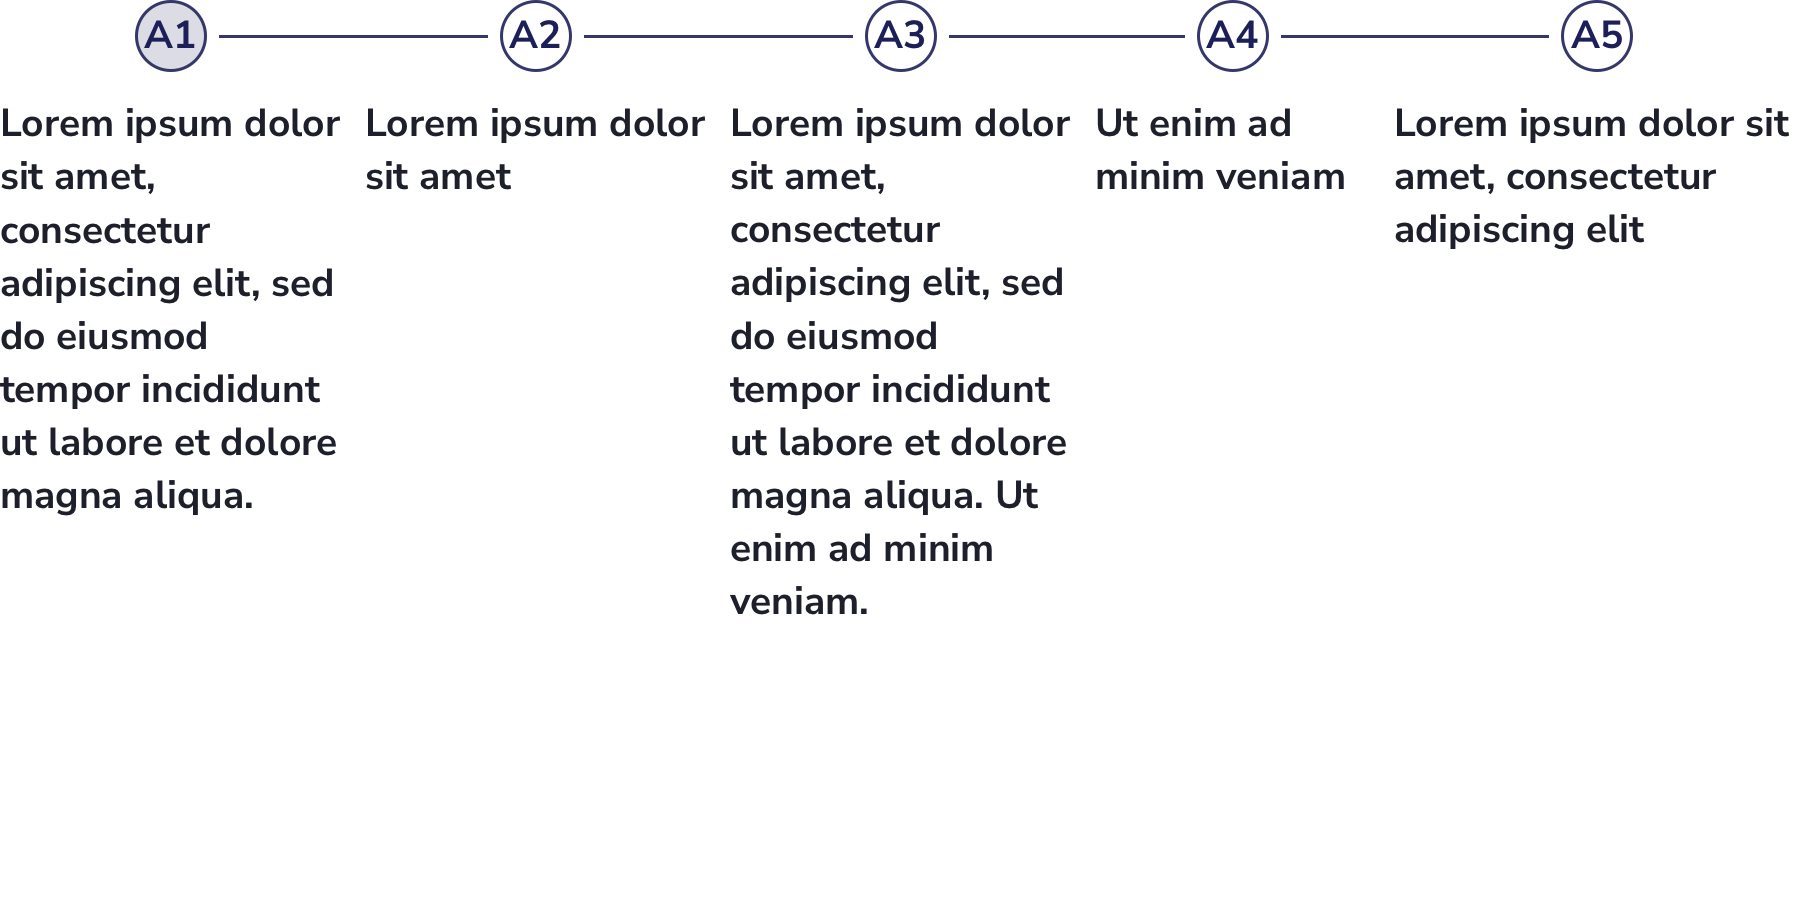 A1
A2
A3
A4
A5
Lorem ipsum dolor
sit amet,
consectetur
adipiscing elit, sed
do eiusmod
tempor incididunt
ut labore et dolore
magna aliqua.
Lorem ipsum dolor
sit amet
Lorem ipsum dolor
sit amet,
consectetur
adipiscing elit, sed
do eiusmod
tempor incididunt
ut labore et dolore
magna aliqua. Ut
enim ad minim
veniam.
Ut enim ad
minim veniam
Lorem ipsum dolor sit
amet, consectetur
adipiscing elit